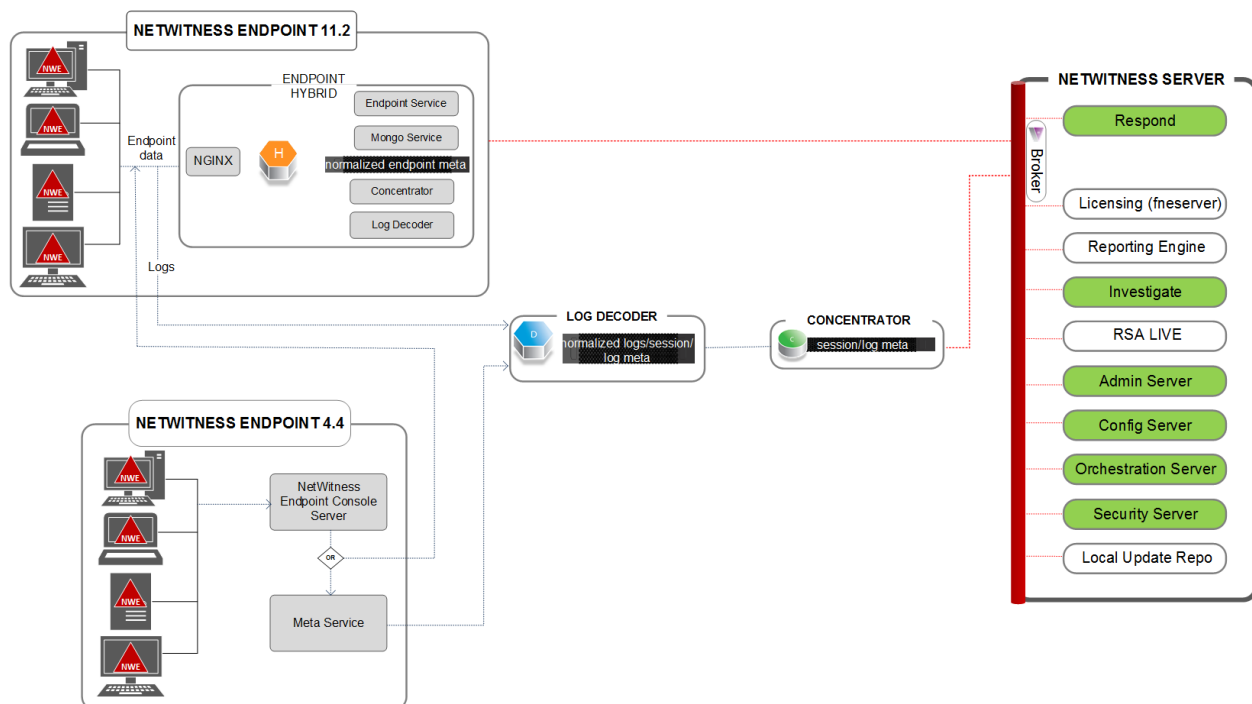 NETWITNESS ENDPOINT 11.2
NWE
NWE
NWE
NWE
Endpoint
data
Logs
ENDPOINT
HYBRID
NGINX
H
Endpoint Service
Mongo Service
normalized endpoint meta
Concentrator
Log Decoder
LOG DECODER
D
normalized logs/session/
log meta
CONCENTRATOR
C
session/log meta
NETWITNESS ENDPOINT 4.4
NWE
NWE
NWE
NWE
NetWitness
Endpoint Console
Server
OR
Meta Service
NETWITNESS SERVER
Broker
Respond
Licensing (fneserver)
Reporting Engine
Investigate
RSA LIVE
Admin Server
Config Server
Orchestration Server
Security Server
Local Update Repo